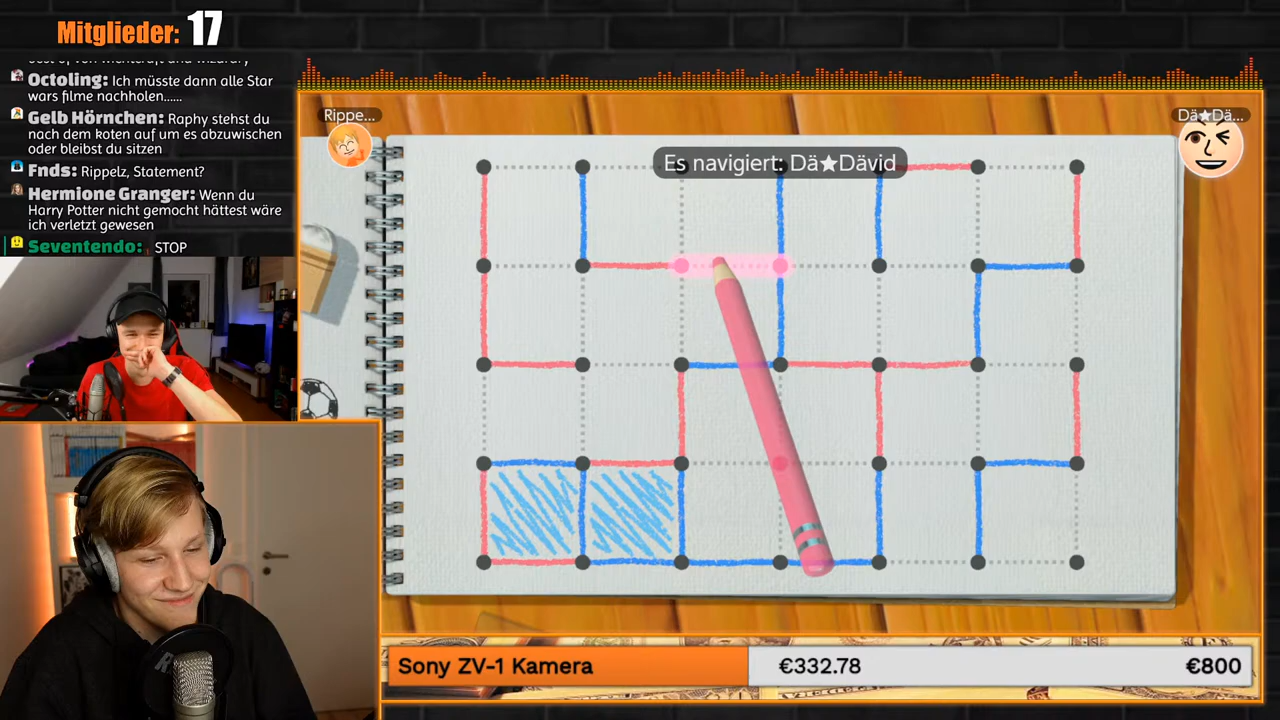 Mitglieder: 17
Octoling: Ich müsste dann alle Star
wars filme nachholen......
Gelb Hörnchen: Raphy stehst du
nach dem koten auf um es abzuwischen
oder bleibst du sitzen
Fnds: Rippelz, Statement?
Hermione Granger: Wenn du
Harry Potter nicht gemocht hättest wäre
ich verletzt gewesen
Seventendo: STOP
Rippe...
Es navigiert: Dä★Dävid
Dä★Dä...
Sony ZV-1 Kamera €332.78 €800